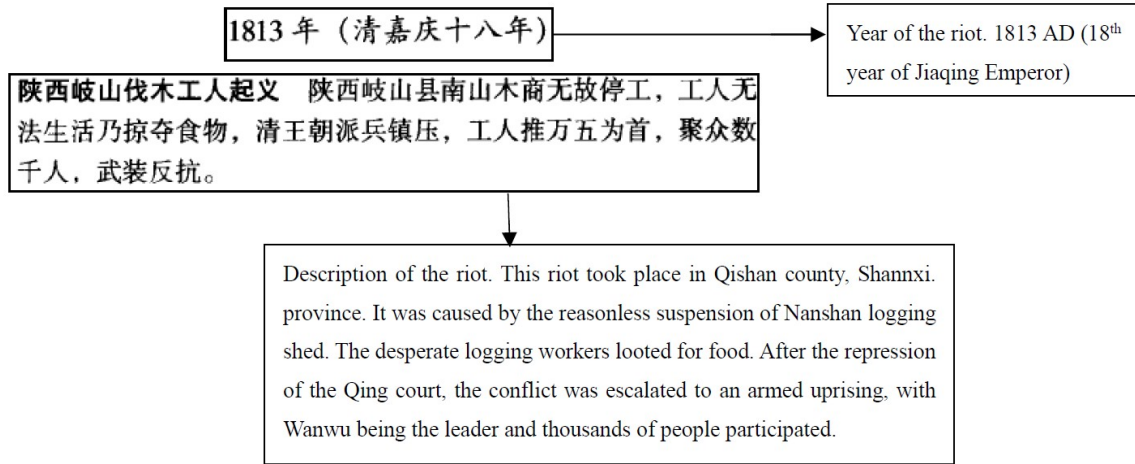 1813 年（清嘉庆十八年）
Year of the riot. 1813 AD (18th
year of Jiaqing Emperor)
陕西岐山伐木工人起义 陕西岐山县南山木商无故停工，工人无
法生活乃掠夺食物，清王朝派兵镇压，工人推万五为首，聚众数
千人，武装反抗。
Description of the riot. This riot took place in Qishan county, Shannxi.
province. It was caused by the reasonless suspension of Nanshan logging
shed. The desperate logging workers looted for food. After the repression
of the Qing court, the conflict was escalated to an armed uprising, with
Wanwu being the leader and thousands of people participated.